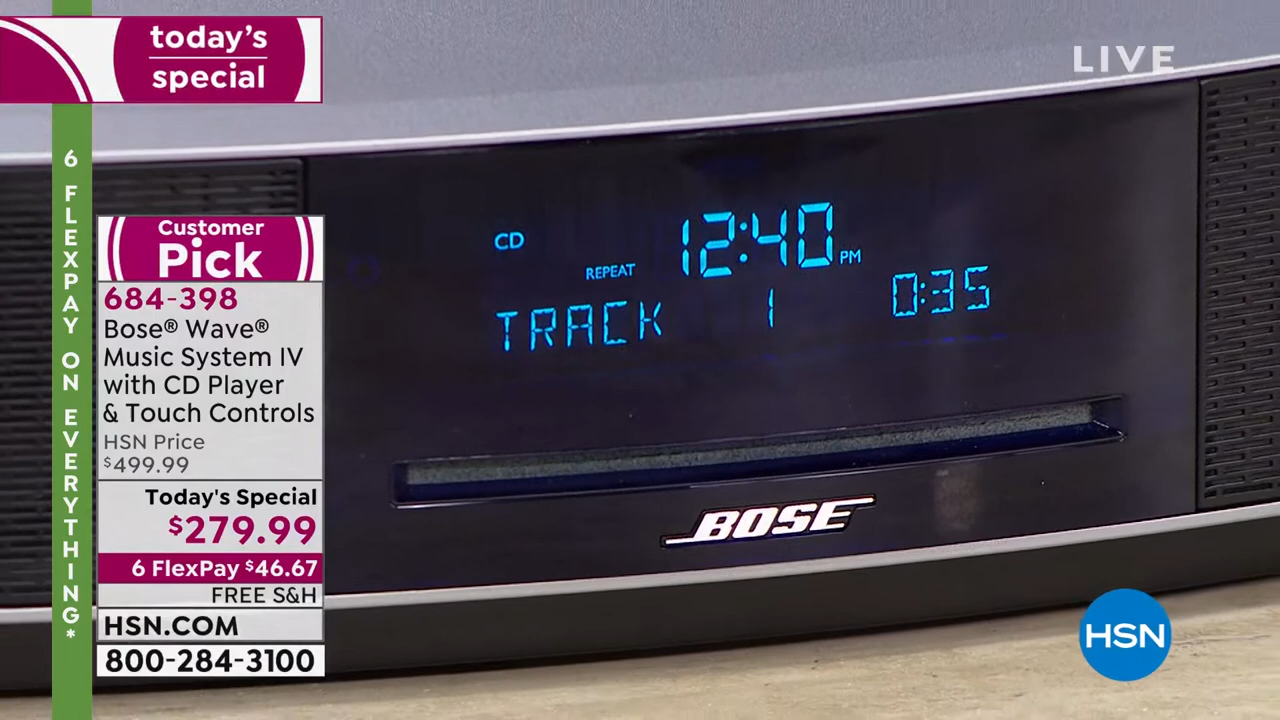 today's
special
LIVE
6 FLEXPAY ON EVERYTHING*
Customer
Pick
684-398
Bose® Wave®
Music System IV
with CD Player
& Touch Controls
HSN Price
$499.99
Today's Special
$279.99
6 FlexPay $46.67
FREE S&H
HSN.COM
800-284-3100
CD
REPEAT
12:40 PM
TRACK 1 0:35
BOSE
HSN